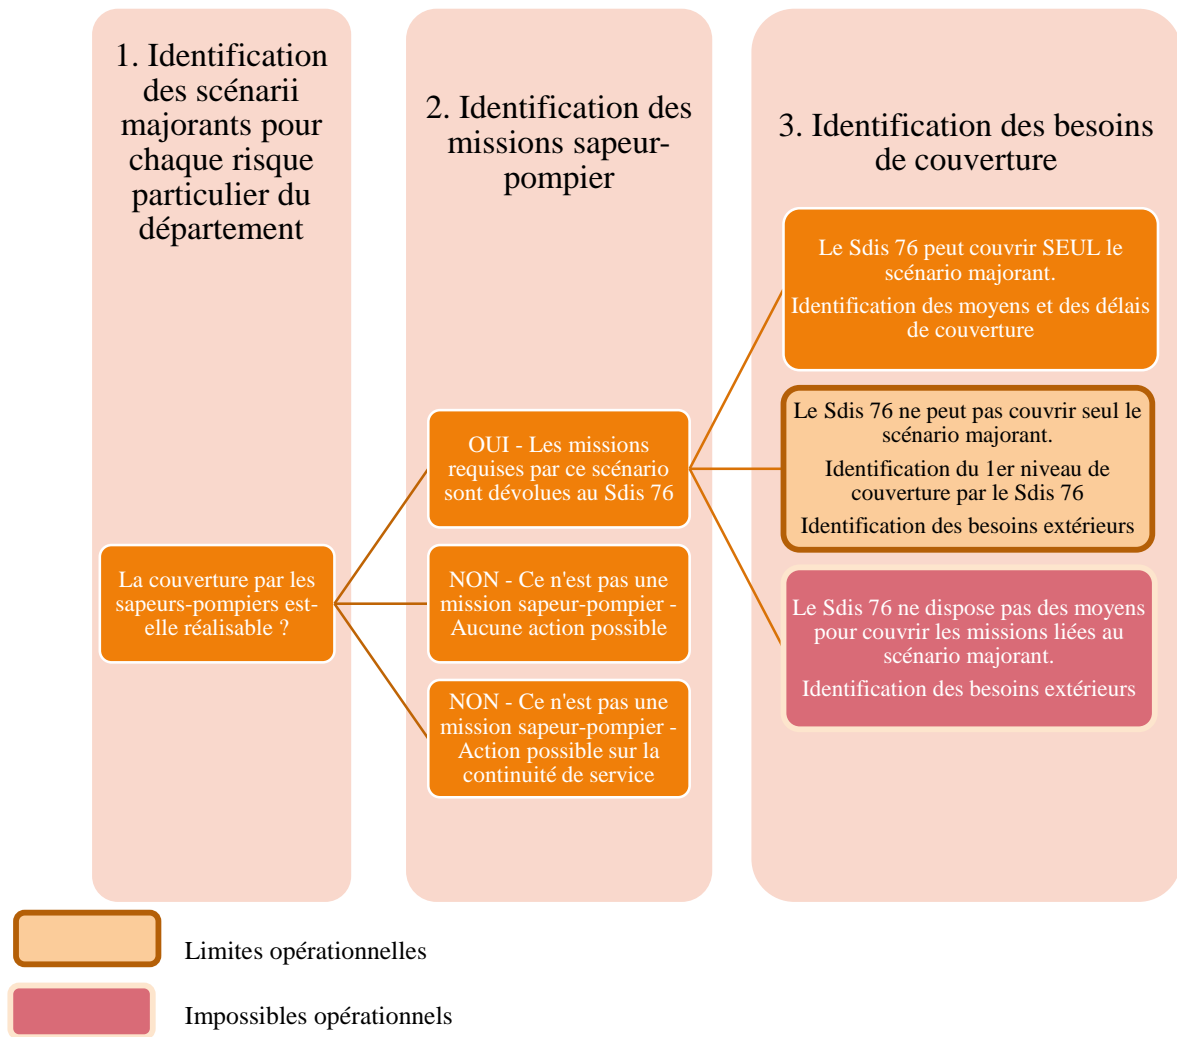 1. Identification
des scénarii
majorants pour
chaque risque
particulier du
département
La couverture par les
sapeurs-pompiers est-
elle réalisable ?
2. Identification des
missions sapeur-
pompier
OUI - Les missions
requises par ce scénario
sont dévolues au Sdis 76
NON - Ce n'est pas une
mission sapeur-pompier -
Aucune action possible
NON - Ce n'est pas une
mission sapeur-pompier -
Action possible sur la
continuité de service
3. Identification des besoins
de couverture
Le Sdis 76 peut couvrir SEUL le
scénario majorant.
Identification des moyens et des délais
de couverture
Le Sdis 76 ne peut pas couvrir seul le
scénario majorant.
Identification du 1er niveau de
couverture par le Sdis 76
Identification des besoins extérieurs
Le Sdis 76 ne dispose pas des moyens
pour couvrir les missions liées au
scénario majorant.
Identification des besoins extérieurs
Limites opérationnelles
Impossibles opérationnels